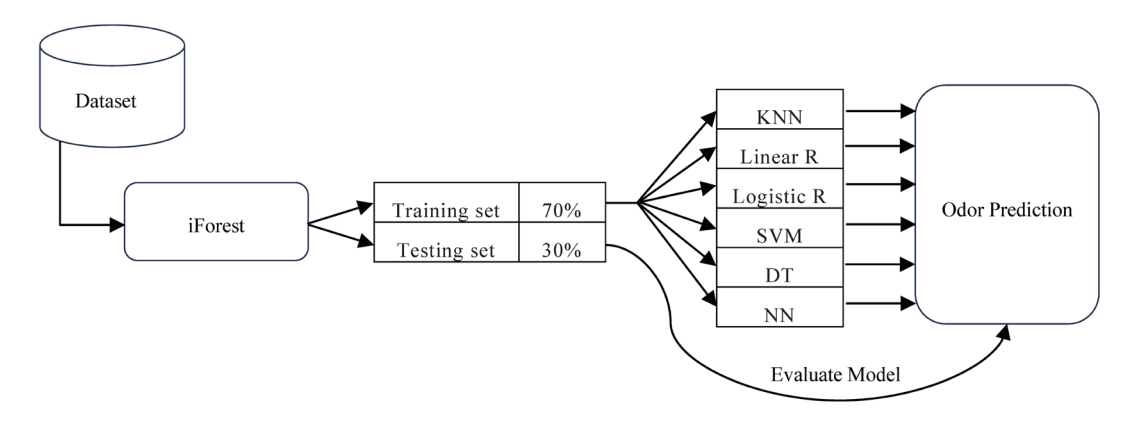 Dataset
iForest
Training set 70%
Testing set 30%
KNN
Linear R
Logistic R
SVM
DT
NN
Odor Prediction
Evaluate Model